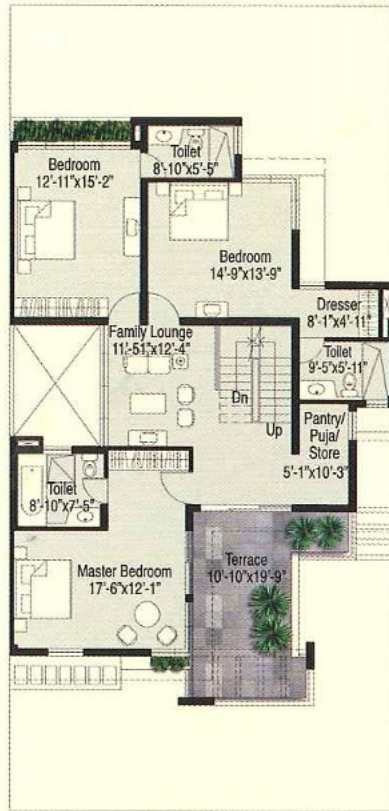 Toilet
8'-10"x5'-5"
Bedroom
12'-11"x15'-2"
Bedroom
14'-9"x13'-9"
Dresser
8'-1"x4'-11"
Family Lounge
11'-51"x12'-4"
Toilet
9'-5"x5'-11"
Dn
Up
Pantry/
Puja/
Store
5'-1"x10'-3"
Toilet
8'-10"x7'-5"
Terrace
10'-10"x19'-9"
Master Bedroom
17'-6"x12'-1"